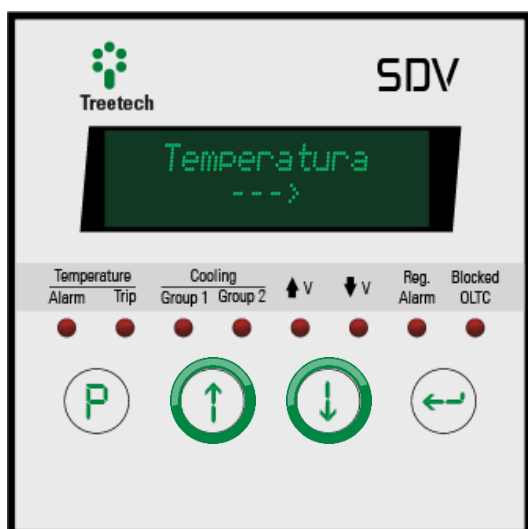 Treetech
SDV
Temperatura
--->
Temperature Cooling
Alarm Trip Group 1 Group 2 V V Reg. Alarm Blocked OLTC
P